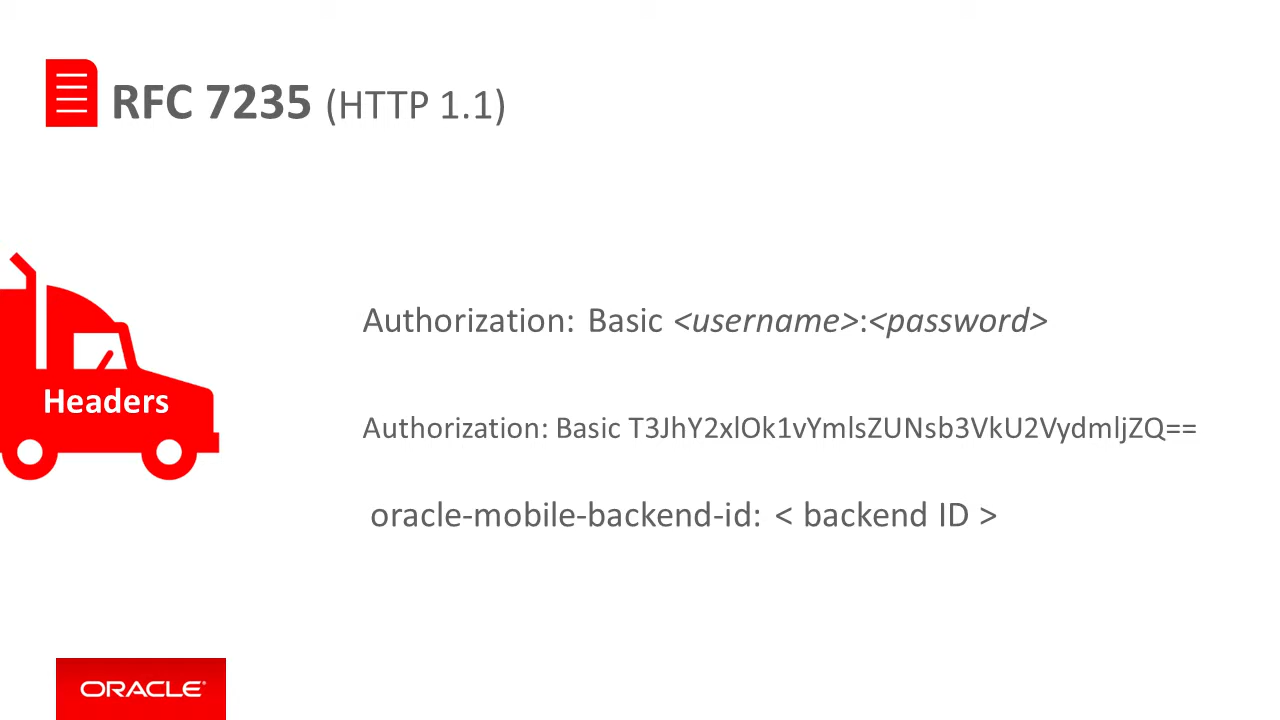 RFC 7235 (HTTP 1.1)
Headers
Authorization: Basic <username>:<password>
Authorization: Basic T3JhY2xlOk1vYmlsZUNsb3VkU2VydmljZQ==
oracle-mobile-backend-id: < backend ID >
ORACLE®